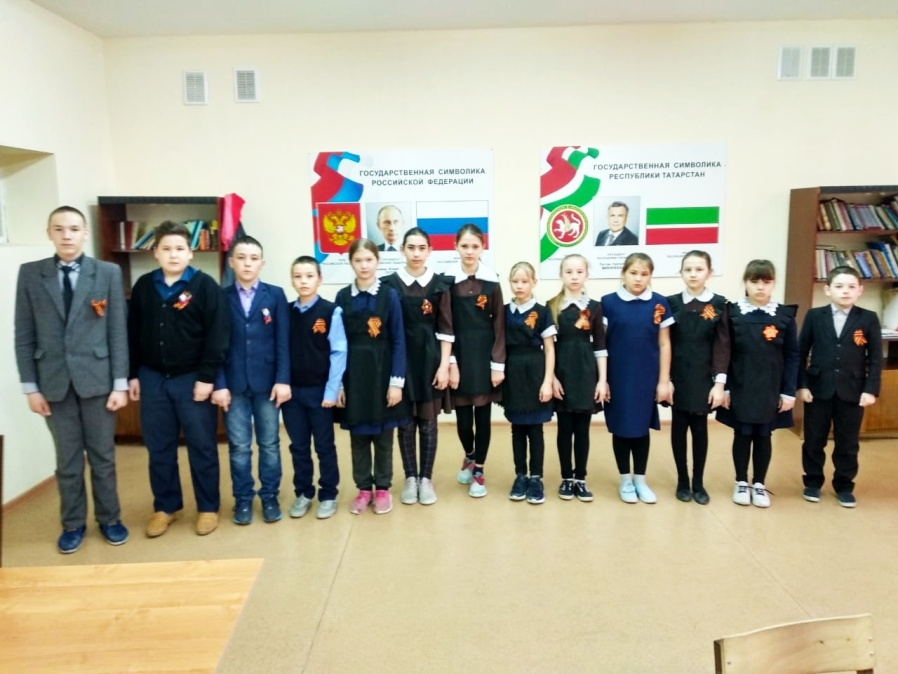 ГОСУДАРСТВЕННАЯ СИМВОЛИКА
РОССИЙСКОЙ ФЕДЕРАЦИИ
ГОСУДАРСТВЕННАЯ СИМВОЛИКА
РЕСПУБЛИКИ ТАТАРСТАН